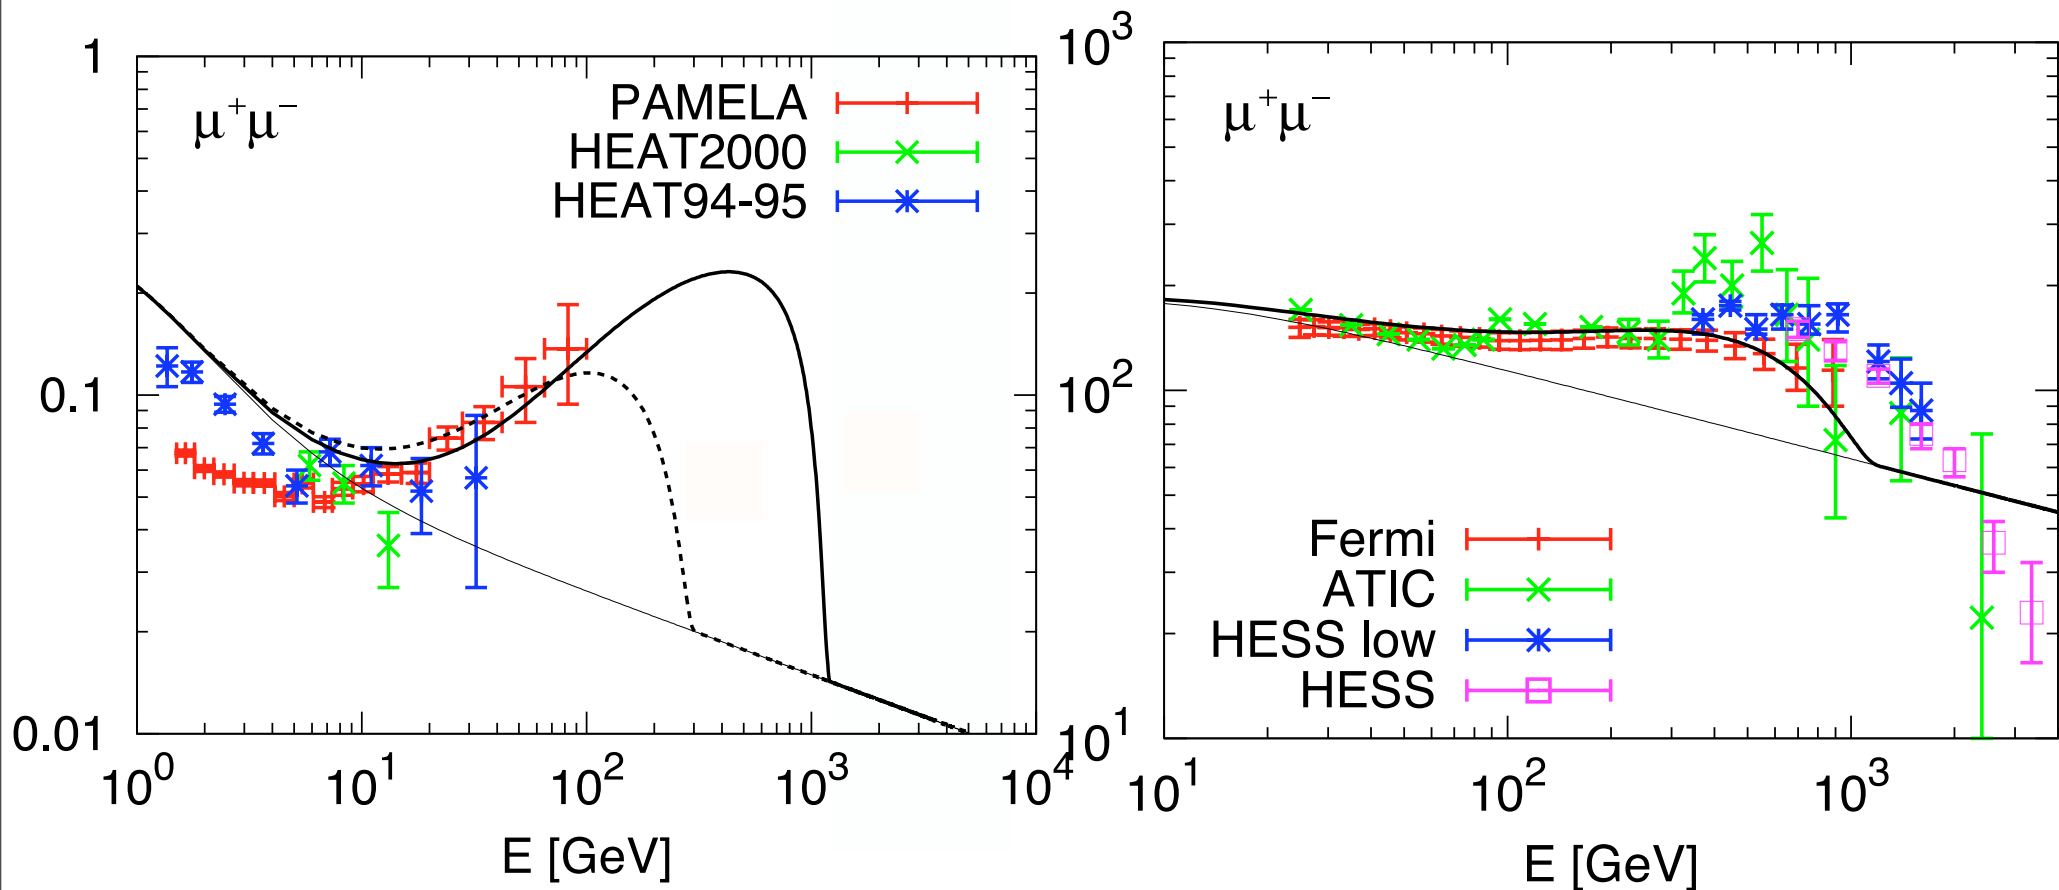 1
0.1
0.01
μ⁺μ⁻
PAMELA
HEAT2000
HEAT94-95
10⁰ 10¹ 10² 10³ 10⁴
E [GeV]
10³
10²
10¹
μ⁺μ⁻
Fermi
ATIC
HESS low
HESS
10¹ 10² 10³
E [GeV]